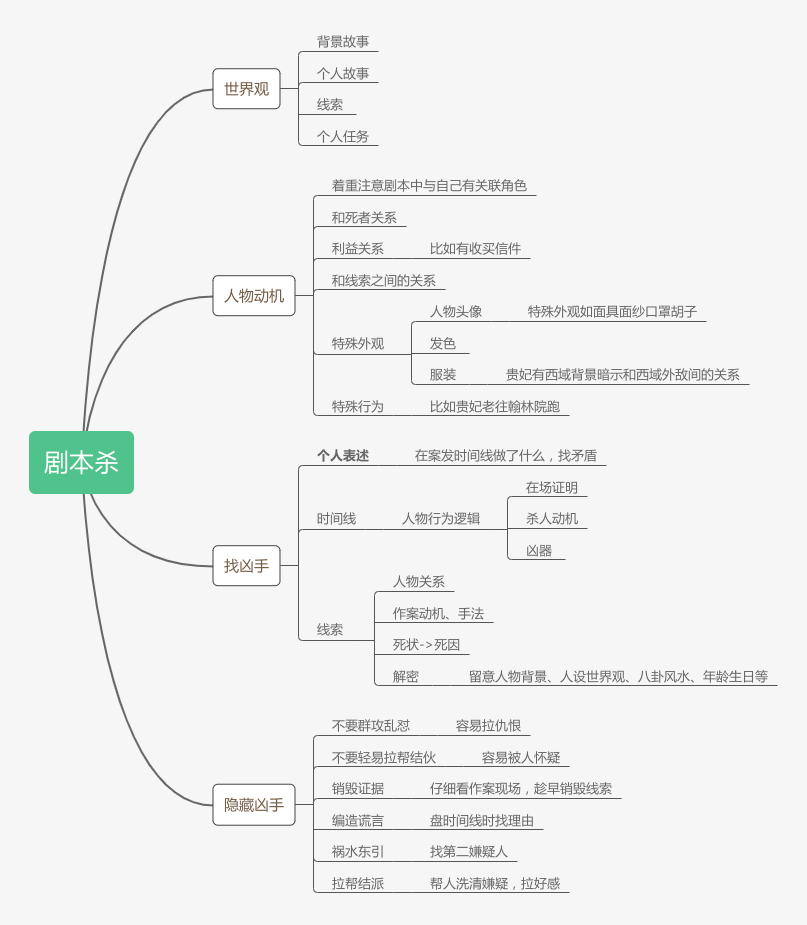 剧本杀
世界观
背景故事
个人故事
线索
个人任务
人物动机
着重注意剧本中与自己有关联角色
和死者关系
利益关系
比如有收买信件
和线索之间的关系
特殊外观
人物头像
特殊外观如面具面纱口罩胡子
发色
服装
贵妃有西域背景暗示和西域外敌间的关系
特殊行为
比如贵妃老往翰林院跑
找凶手
个人表述
在案发时间线做了什么，找矛盾
时间线
人物行为逻辑
在场证明
杀人动机
凶器
线索
人物关系
作案动机、手法
死状->死因
解密
留意人物背景、人设世界观、八卦风水、年龄生日等
隐藏凶手
不要群攻乱怼
容易拉仇恨
不要轻易拉帮结伙
容易被人怀疑
销毁证据
仔细看作案现场，趁早销毁线索
编造谎言
盘时间线时找理由
祸水东引
找第二嫌疑人
拉帮结派
帮人洗清嫌疑，拉好感